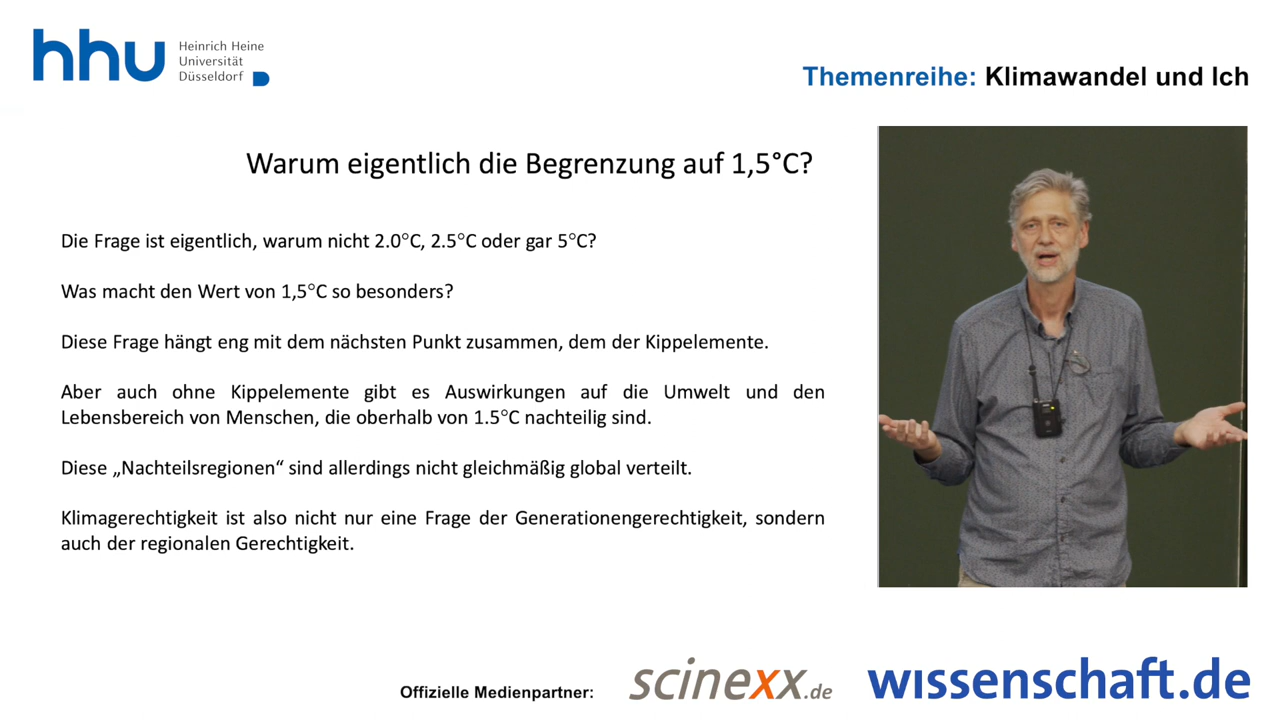 hhu
Heinrich Heine
Universität
Düsseldorf
Themenreihe: Klimawandel und Ich
Warum eigentlich die Begrenzung auf 1,5°C?
Die Frage ist eigentlich, warum nicht 2.0°C, 2.5°C oder gar 5°C?
Was macht den Wert von 1,5°C so besonders?
Diese Frage hängt eng mit dem nächsten Punkt zusammen, dem der Kippelemente.
Aber auch ohne Kippelemente gibt es Auswirkungen auf die Umwelt und den
Lebensbereich von Menschen, die oberhalb von 1.5°C nachteilig sind.
Diese „Nachteilsregionen“ sind allerdings nicht gleichmäßig global verteilt.
Klimagerechtigkeit ist also nicht nur eine Frage der Generationengerechtigkeit, sondern
auch der regionalen Gerechtigkeit.
Offizielle Medienpartner:
scinexx.de
wissenschaft.de